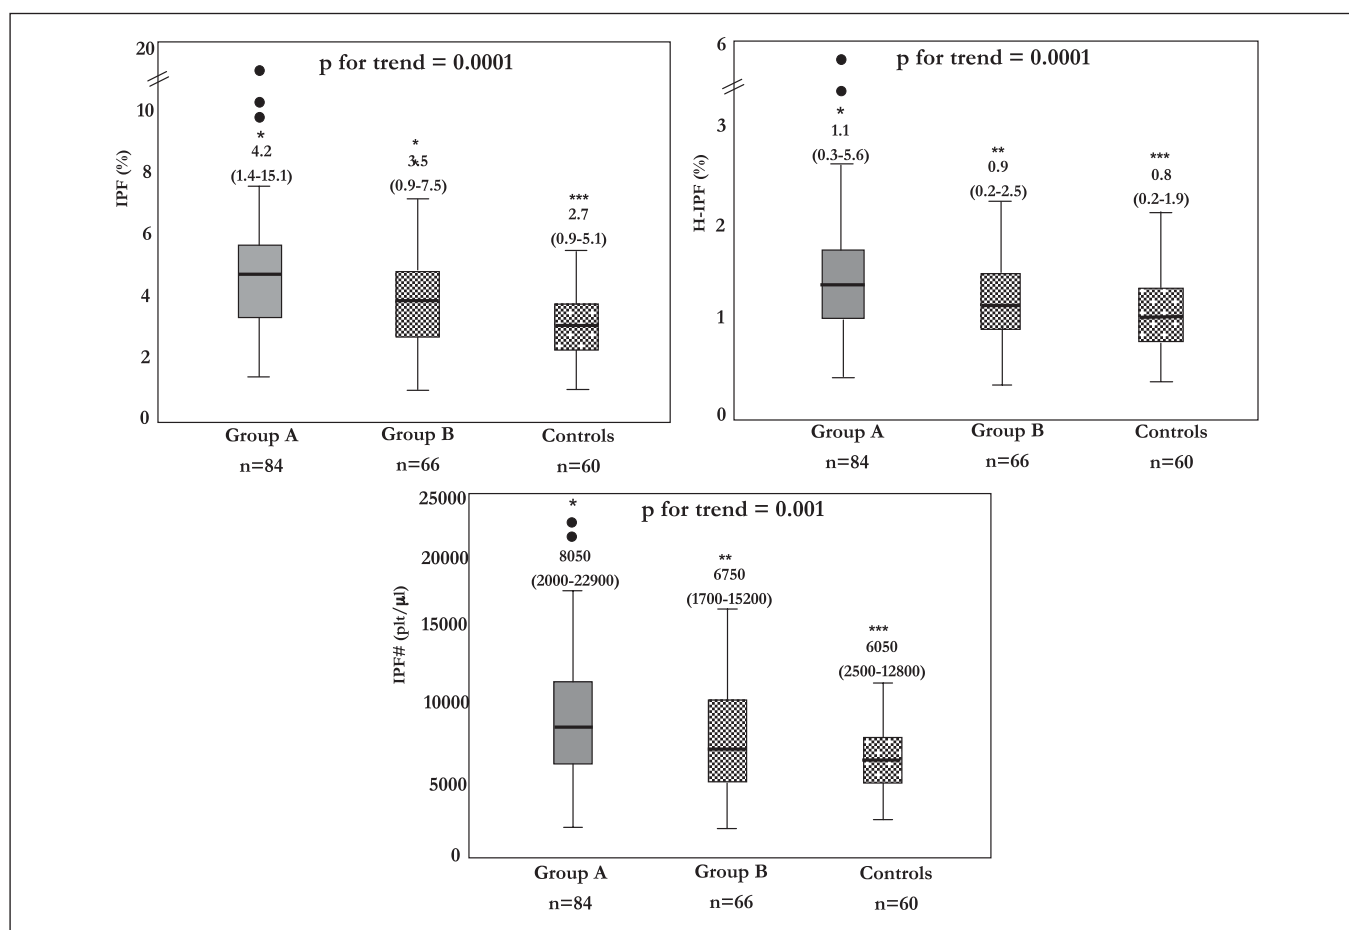 p for trend = 0.0001
IPF (%)
20
10
8
6
4
2
0
*
4.2
(1.4-15.1)
*
3.5
(0.9-7.5)
***
2.7
(0.9-5.1)
Group A
Group B
Controls
n=84
n=66
n=60
p for trend = 0.0001
H-IPF (%)
6
3
2
1
0
*
1.1
(0.3-5.6)
**
0.9
(0.2-2.5)
***
0.8
(0.2-1.9)
Group A
Group B
Controls
n=84
n=66
n=60
p for trend = 0.001
IPF# (plt/µl)
25000
20000
15000
10000
5000
0
*
8050
(2000-22900)
**
6750
(1700-15200)
***
6050
(2500-12800)
Group A
Group B
Controls
n=84
n=66
n=60